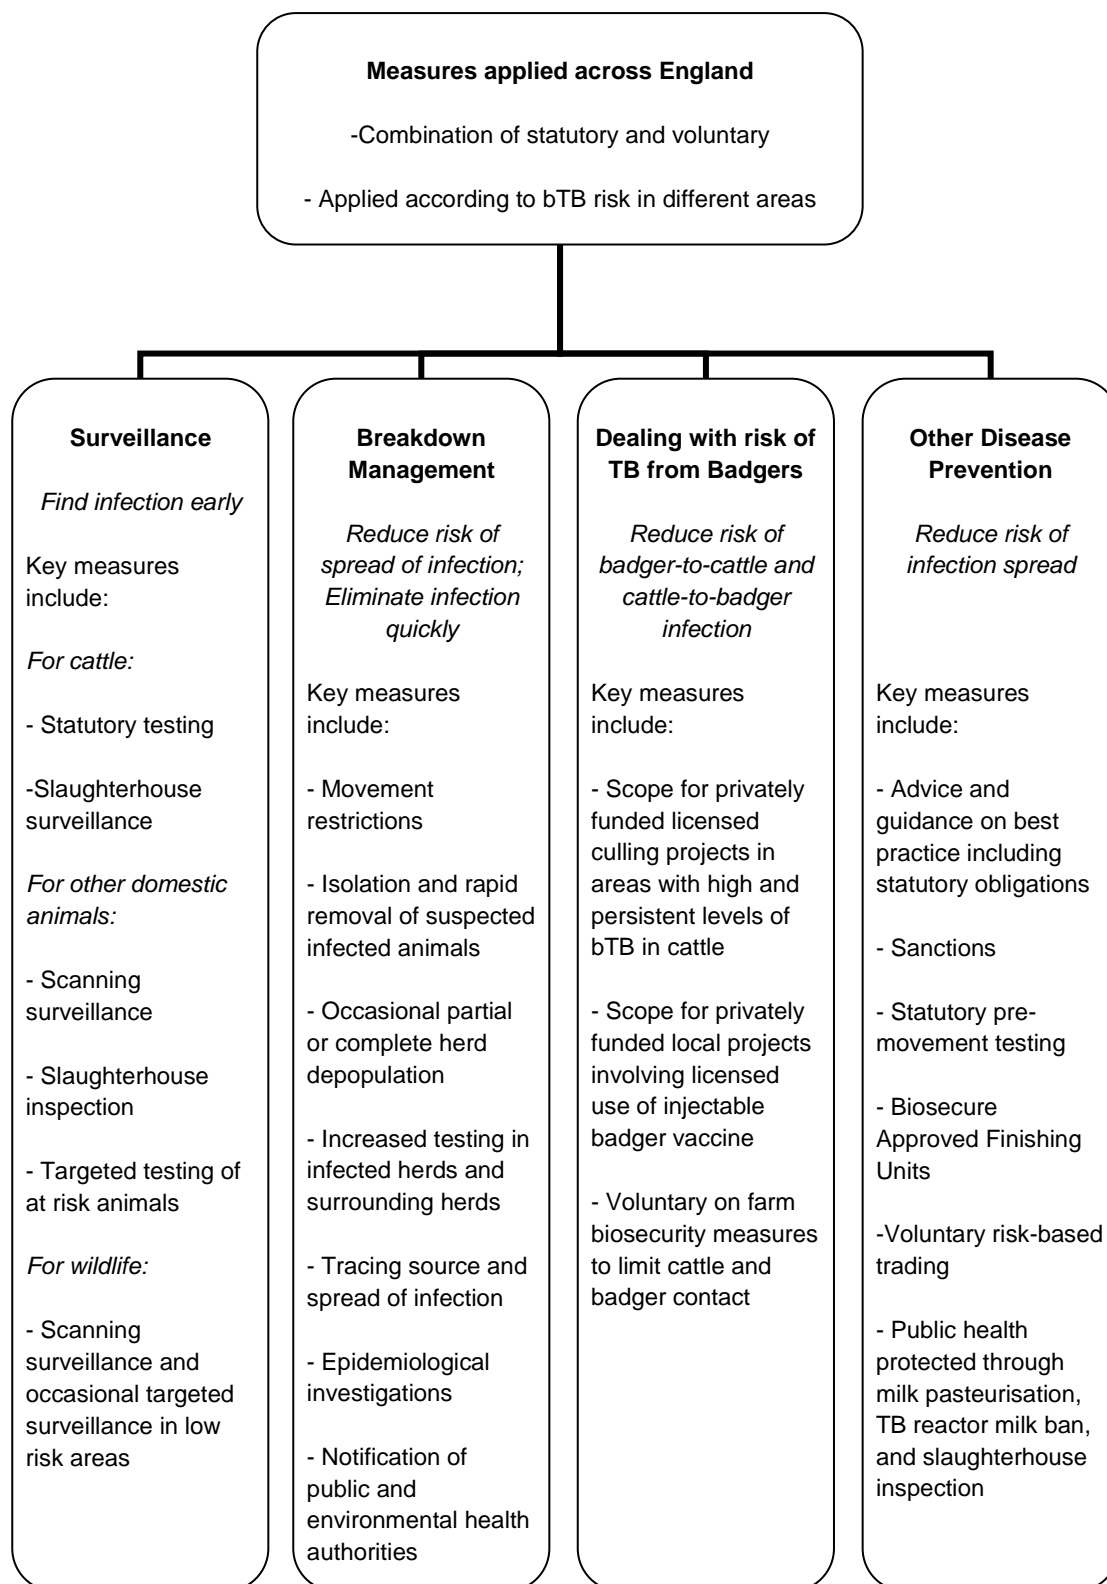 Measures applied across England
-Combination of statutory and voluntary
- Applied according to bTB risk in different areas
Surveillance
Find infection early
Key measures
include:
For cattle:
- Statutory testing
-Slaughterhouse
surveillance
For other domestic
animals:
- Scanning
surveillance
- Slaughterhouse
inspection
- Targeted testing of
at risk animals
For wildlife:
- Scanning
surveillance and
occasional targeted
surveillance in low
risk areas
Breakdown
Management
Reduce risk of
spread of infection;
Eliminate infection
quickly
Key measures
include:
- Movement
restrictions
- Isolation and rapid
removal of suspected
infected animals
- Occasional partial
or complete herd
depopulation
- Increased testing in
infected herds and
surrounding herds
- Tracing source and
spread of infection
- Epidemiological
investigations
- Notification of
public and
environmental health
authorities
Dealing with risk of
TB from Badgers
Reduce risk of
badger-to-cattle and
cattle-to-badger
infection
Key measures
include:
- Scope for privately
funded licensed
culling projects in
areas with high and
persistent levels of
bTB in cattle
- Scope for privately
funded local projects
involving licensed
use of injectable
badger vaccine
- Voluntary on farm
biosecurity measures
to limit cattle and
badger contact
Other Disease
Prevention
Reduce risk of
infection spread
Key measures
include:
- Advice and
guidance on best
practice including
statutory obligations
- Sanctions
- Statutory pre-
movement testing
- Biosecure
Approved Finishing
Units
-Voluntary risk-based
trading
- Public health
protected through
milk pasteurisation,
TB reactor milk ban,
and slaughterhouse
inspection